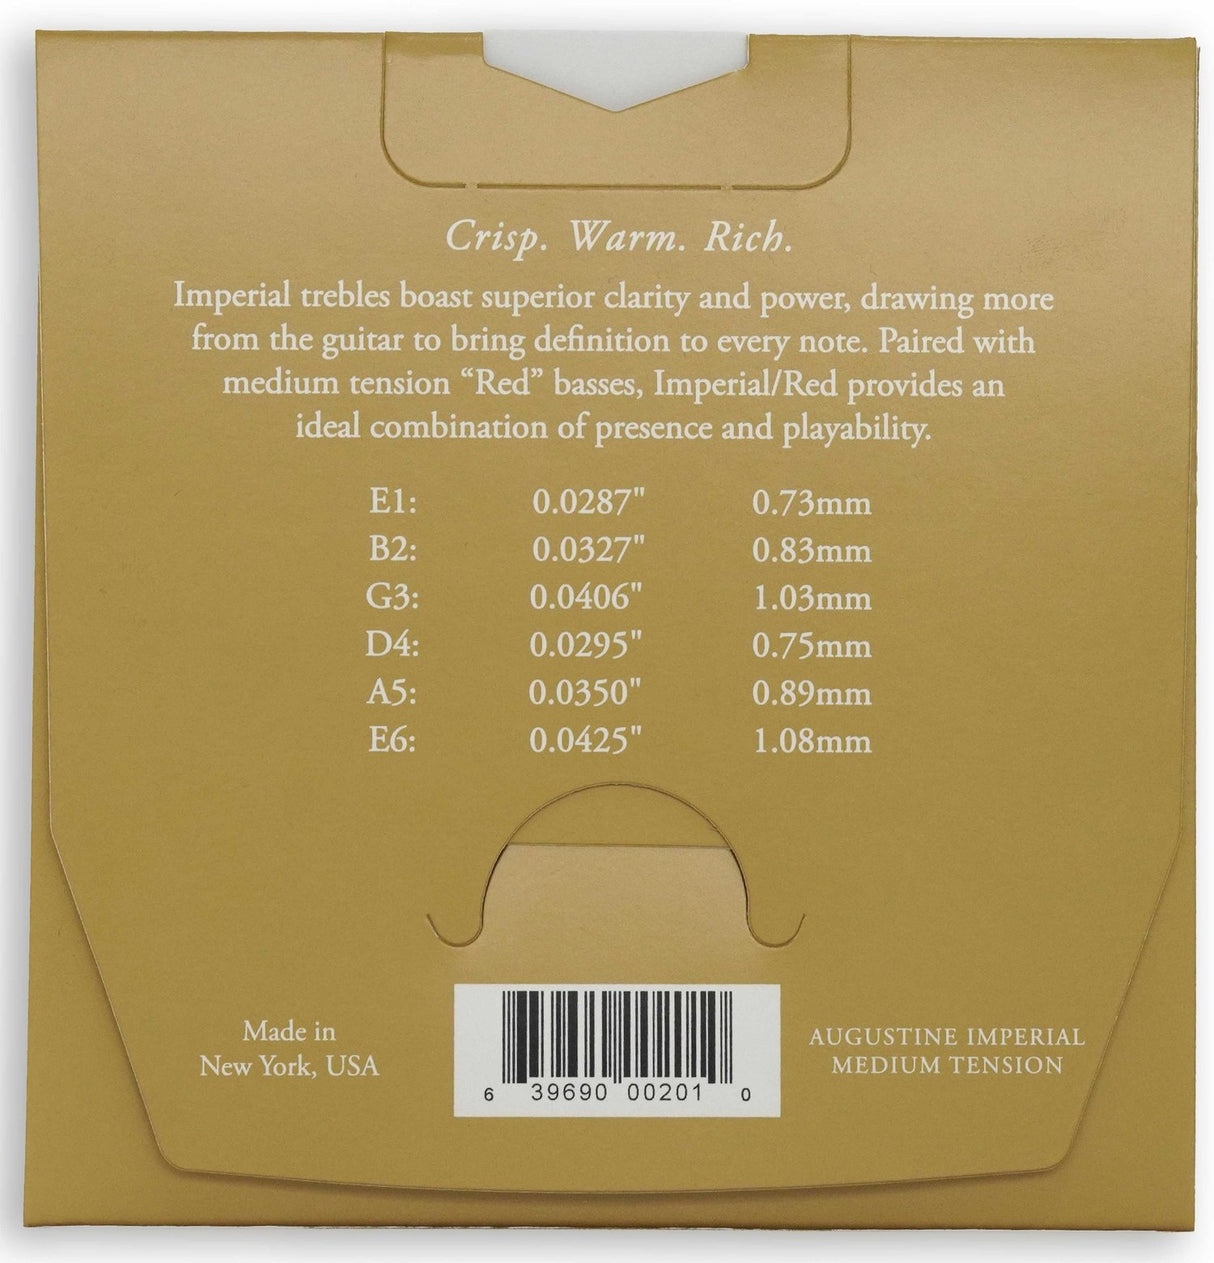 Crisp. Warm. Rich.
Imperial trebles boast superior clarity and power, drawing more
from the guitar to bring definition to every note. Paired with
medium tension “Red” basses, Imperial/Red provides an
ideal combination of presence and playability.
E1: 0.0287" 0.73mm
B2: 0.0327" 0.83mm
G3: 0.0406" 1.03mm
D4: 0.0295" 0.75mm
A5: 0.0350" 0.89mm
E6: 0.0425" 1.08mm
Made in
New York, USA
6 39690 00201 0
AUGUSTINE IMPERIAL
MEDIUM TENSION